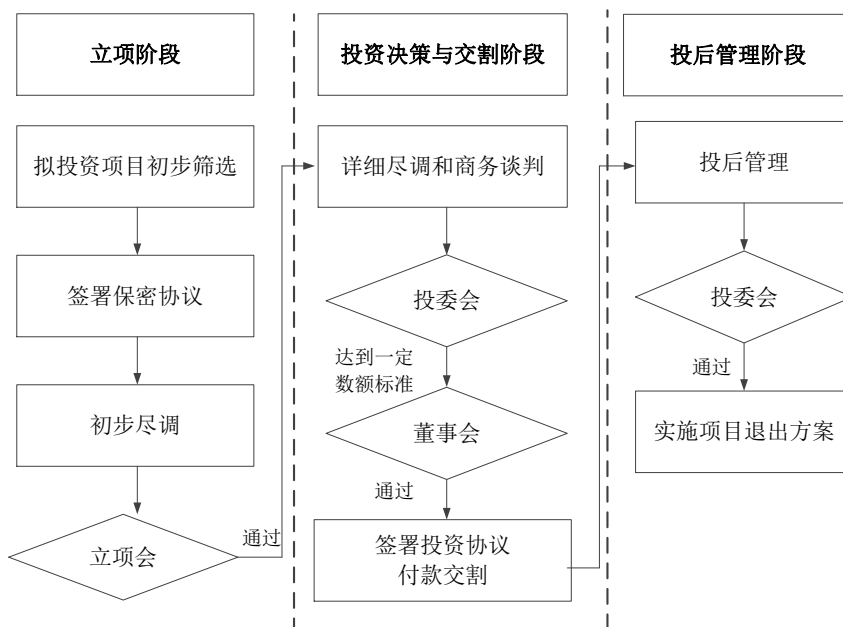 立项阶段
拟投资项目初步筛选
签署保密协议
初步尽调
立项会
通过
投资决策与交割阶段
详细尽调和商务谈判
投委会
达到一定
数额标准
董事会
通过
签署投资协议
付款交割
投后管理阶段
投后管理
投委会
通过
实施项目退出方案